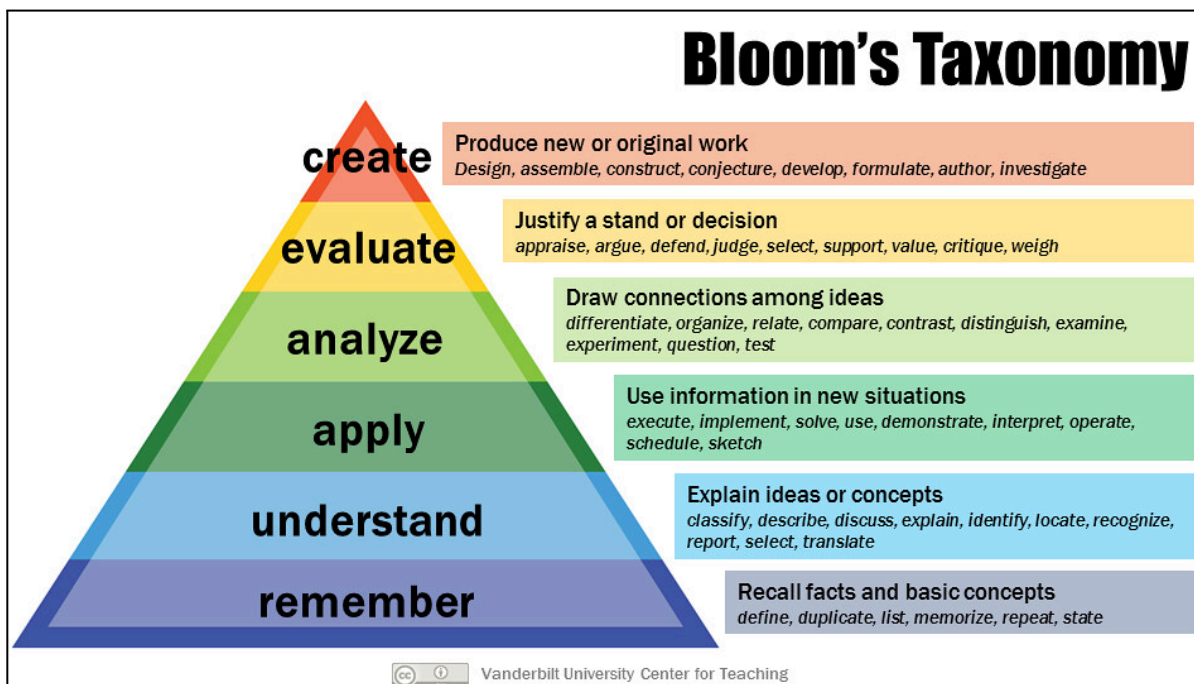 Bloom's Taxonomy
create
Produce new or original work
Design, assemble, construct, conjecture, develop, formulate, author, investigate
evaluate
Justify a stand or decision
appraise, argue, defend, judge, select, support, value, critique, weigh
analyze
Draw connections among ideas
differentiate, organize, relate, compare, contrast, distinguish, examine,
experiment, question, test
apply
Use information in new situations
execute, implement, solve, use, demonstrate, interpret, operate,
schedule, sketch
understand
Explain ideas or concepts
classify, describe, discuss, explain, identify, locate, recognize,
report, select, translate
remember
Recall facts and basic concepts
define, duplicate, list, memorize, repeat, state
cc Vanderbilt University Center for Teaching